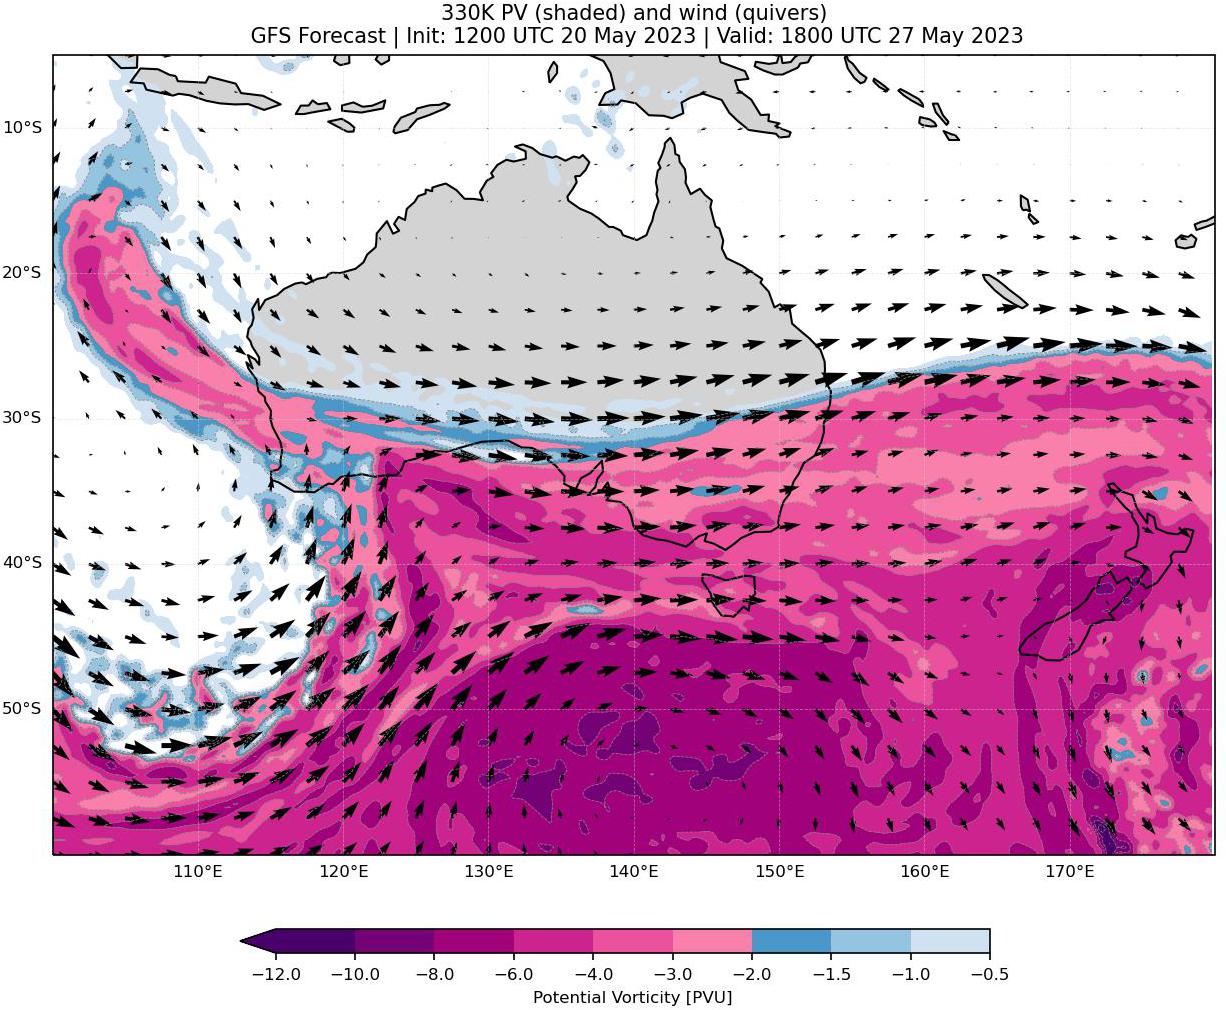 330K PV (shaded) and wind (quivers)
GFS Forecast | Init: 1200 UTC 20 May 2023 | Valid: 1800 UTC 27 May 2023
10°S
20°S
30°S
40°S
50°S
110°E 120°E 130°E 140°E 150°E 160°E 170°E
−12.0 −10.0 −8.0 −6.0 −4.0 −3.0 −2.0 −1.5 −1.0 −0.5
Potential Vorticity [PVU]